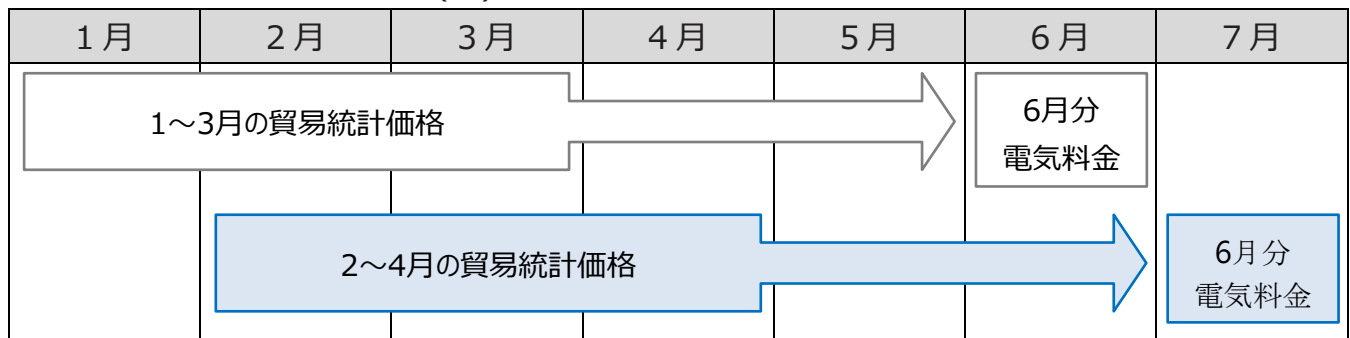 1月 2月 3月 4月 5月 6月 7月
1～3月の貿易統計価格
6月分
電気料金
2～4月の貿易統計価格
6月分
電気料金